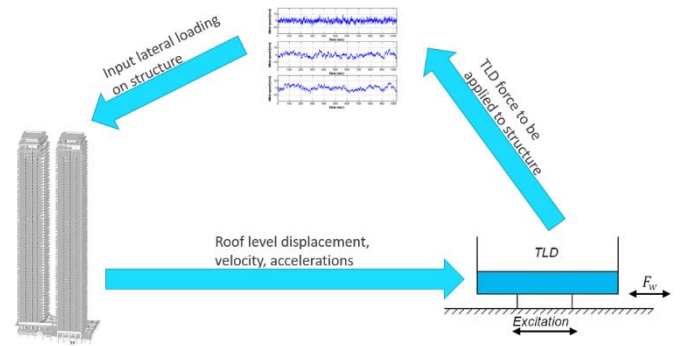 Input lateral loading
on structure
TLD force to be
applied to structure
Roof level displacement,
velocity, accelerations
TLD
F_w
Excitation